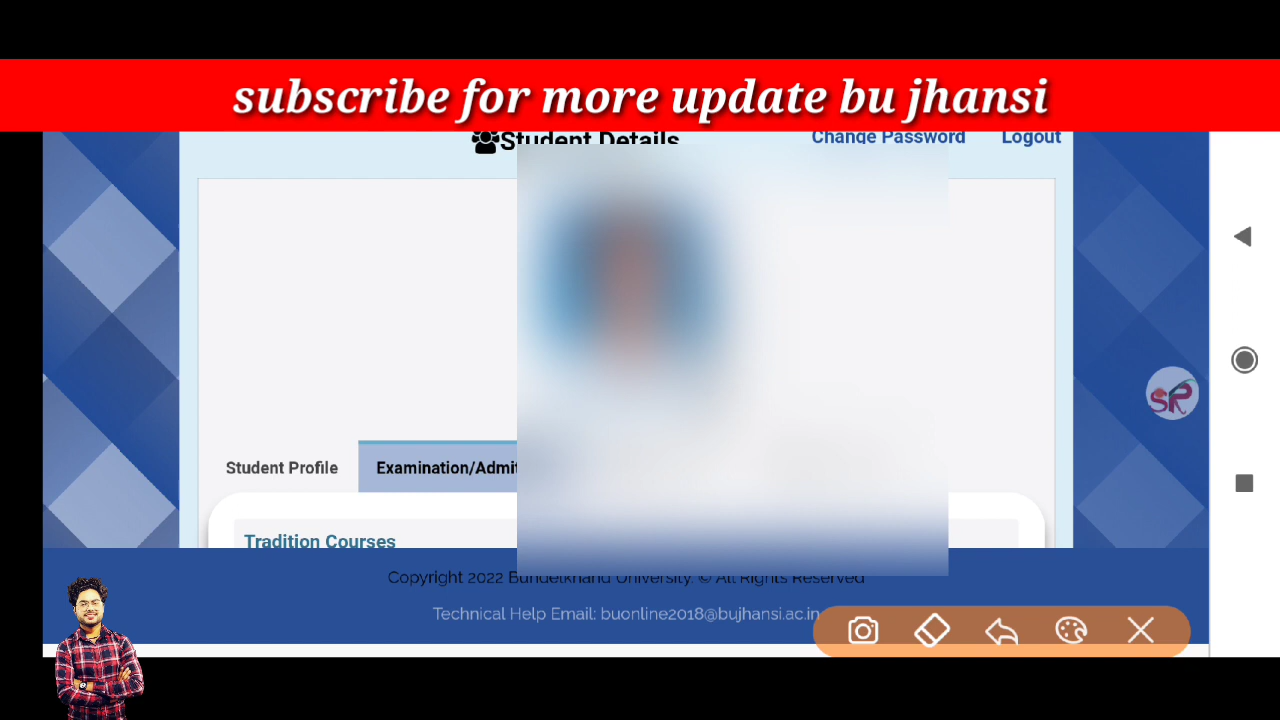 subscribe for more update bu jhansi
Student Details
Change Password Logout
SR
Student Profile Examination/Admit
Tradition Courses
Copyright 2022 Bundelkhand University. © All Rights Reserved
Technical Help Email: buonline2018@bujhansi.ac.in